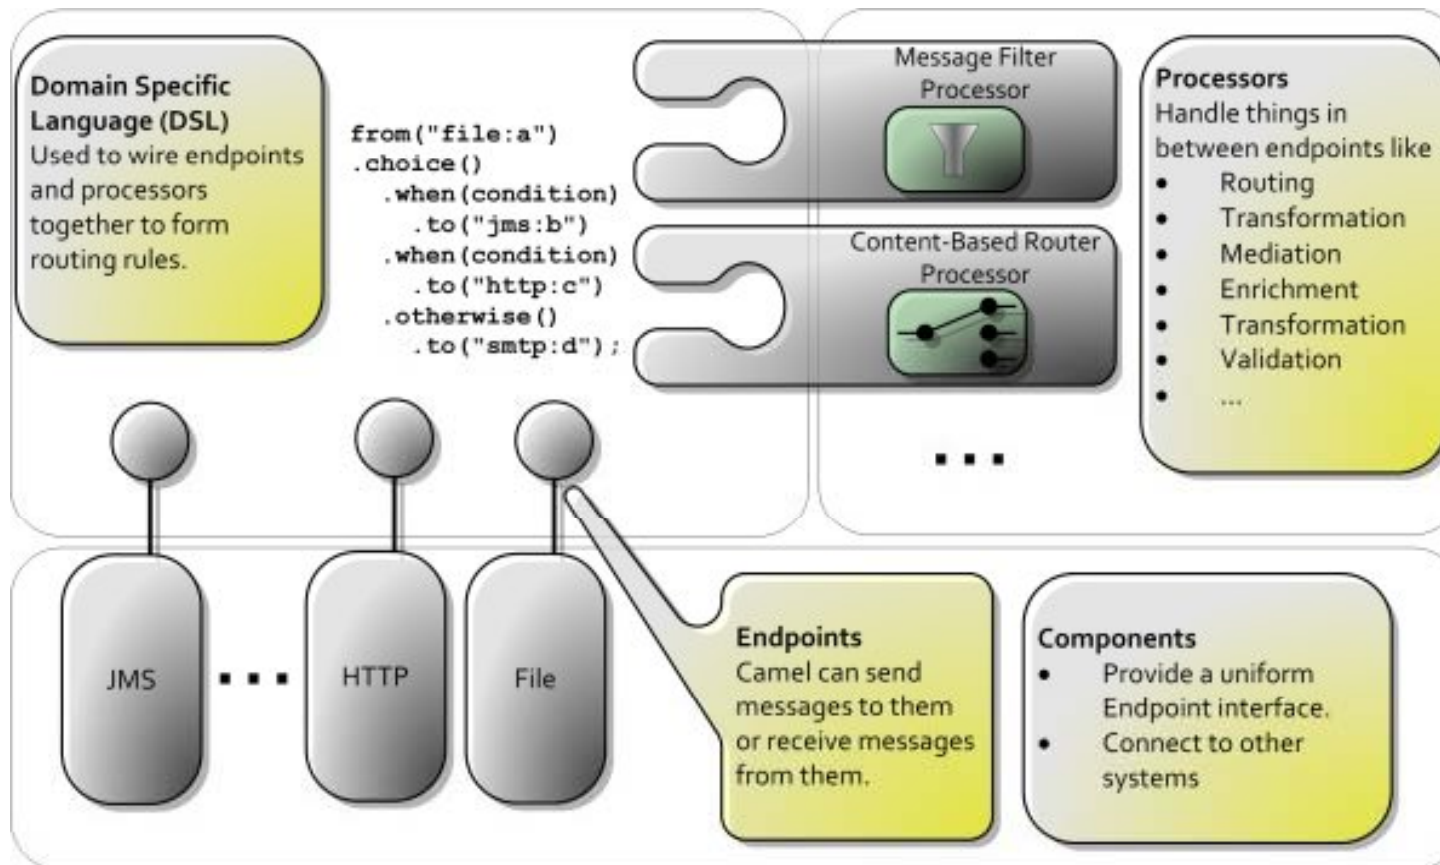 Domain Specific
Language (DSL)
Used to wire endpoints
and processors
together to form
routing rules.
from("file:a")
.choice()
  .when(condition)
    .to("jms:b")
  .when(condition)
    .to("http:c")
  .otherwise()
    .to("smtp:d");
Message Filter
Processor
Content-Based Router
Processor
...
Processors
Handle things in
between endpoints like
• Routing
• Transformation
• Mediation
• Enrichment
• Transformation
• Validation
• ...
JMS
...
HTTP
File
Endpoints
Camel can send
messages to them
or receive messages
from them.
Components
• Provide a uniform
Endpoint interface.
• Connect to other
systems